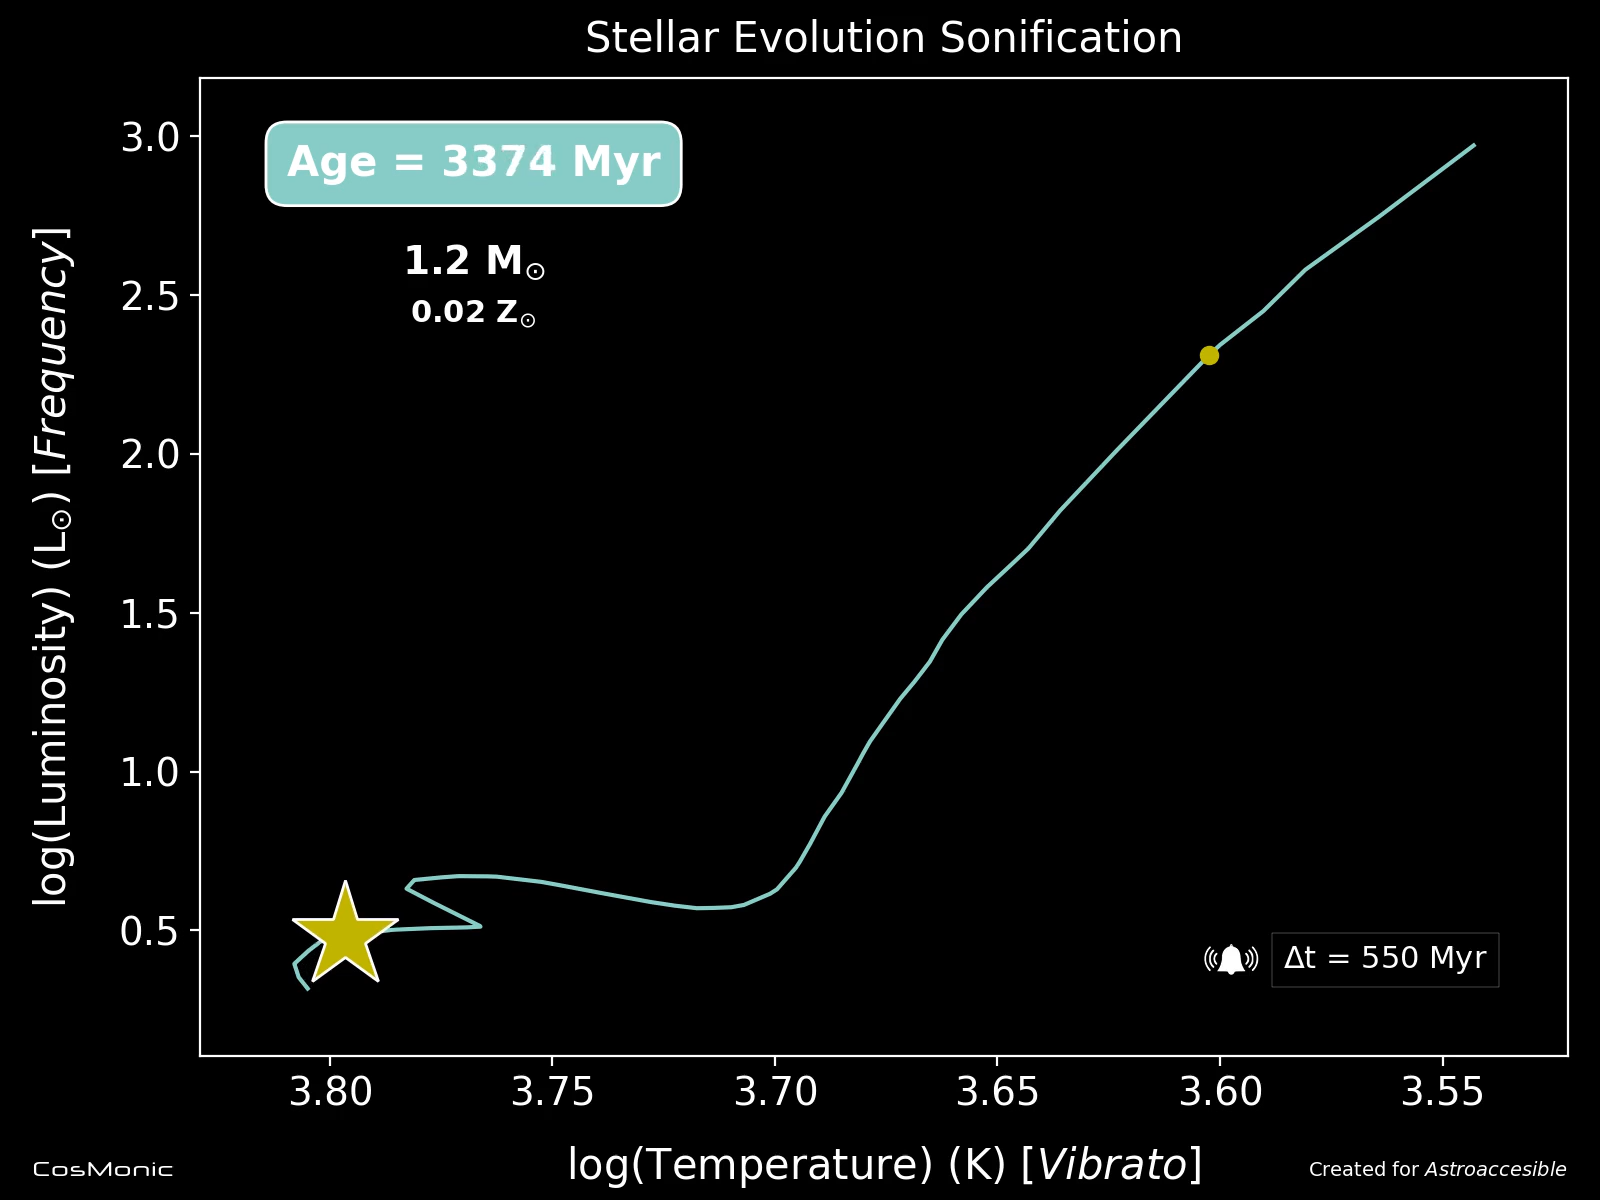 Stellar Evolution Sonification
Age = 3374 Myr
1.2 M☉
0.02 Z☉
log(Luminosity) (L☉) [Frequency]
3.0
2.5
2.0
1.5
1.0
0.5
Δt = 550 Myr
3.80 3.75 3.70 3.65 3.60 3.55
log(Temperature) (K) [Vibrato]
CosMonic
Created for Astroaccesible